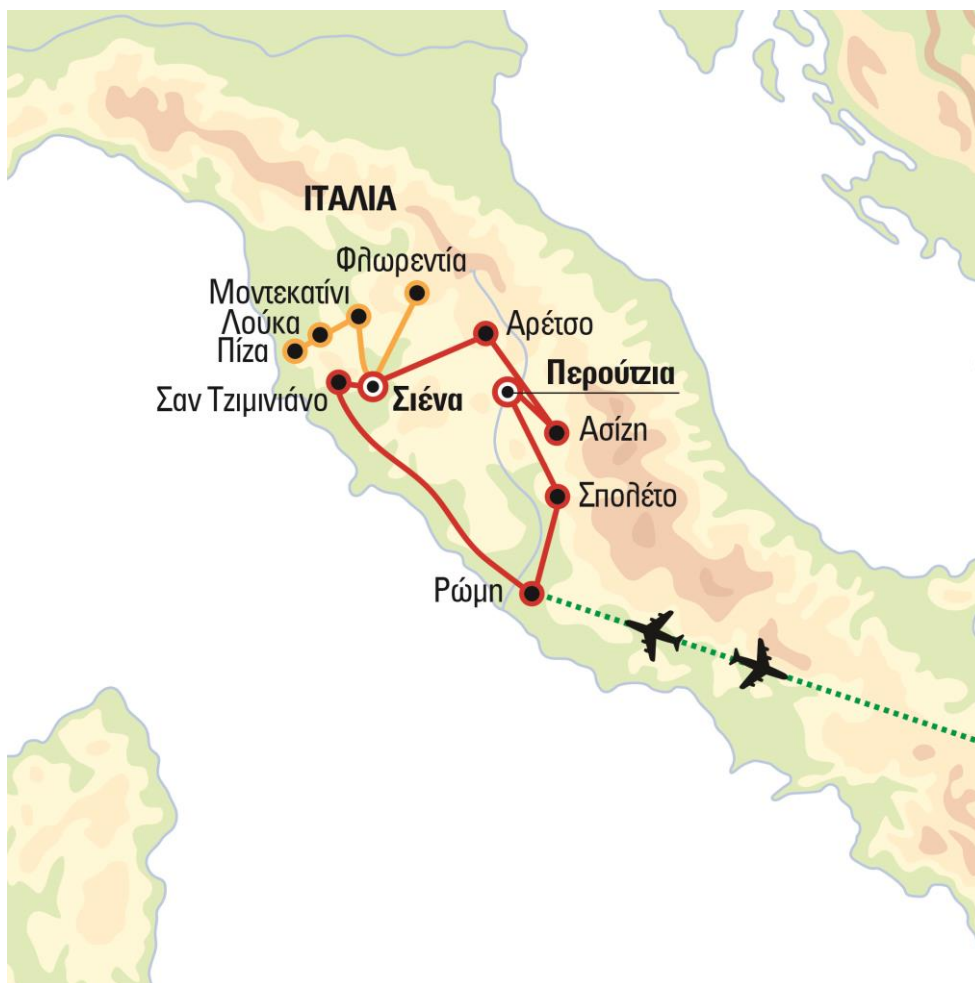 ΙΤΑΛΙΑ
Φλωρεντία
Μοντεκατίνι
Λούκα
Πίζα
Αρέτσο
Περούτζια
Σαν Τζιμινιάνο
Σιένα
Ασίζη
Σπολέτο
Ρώμη